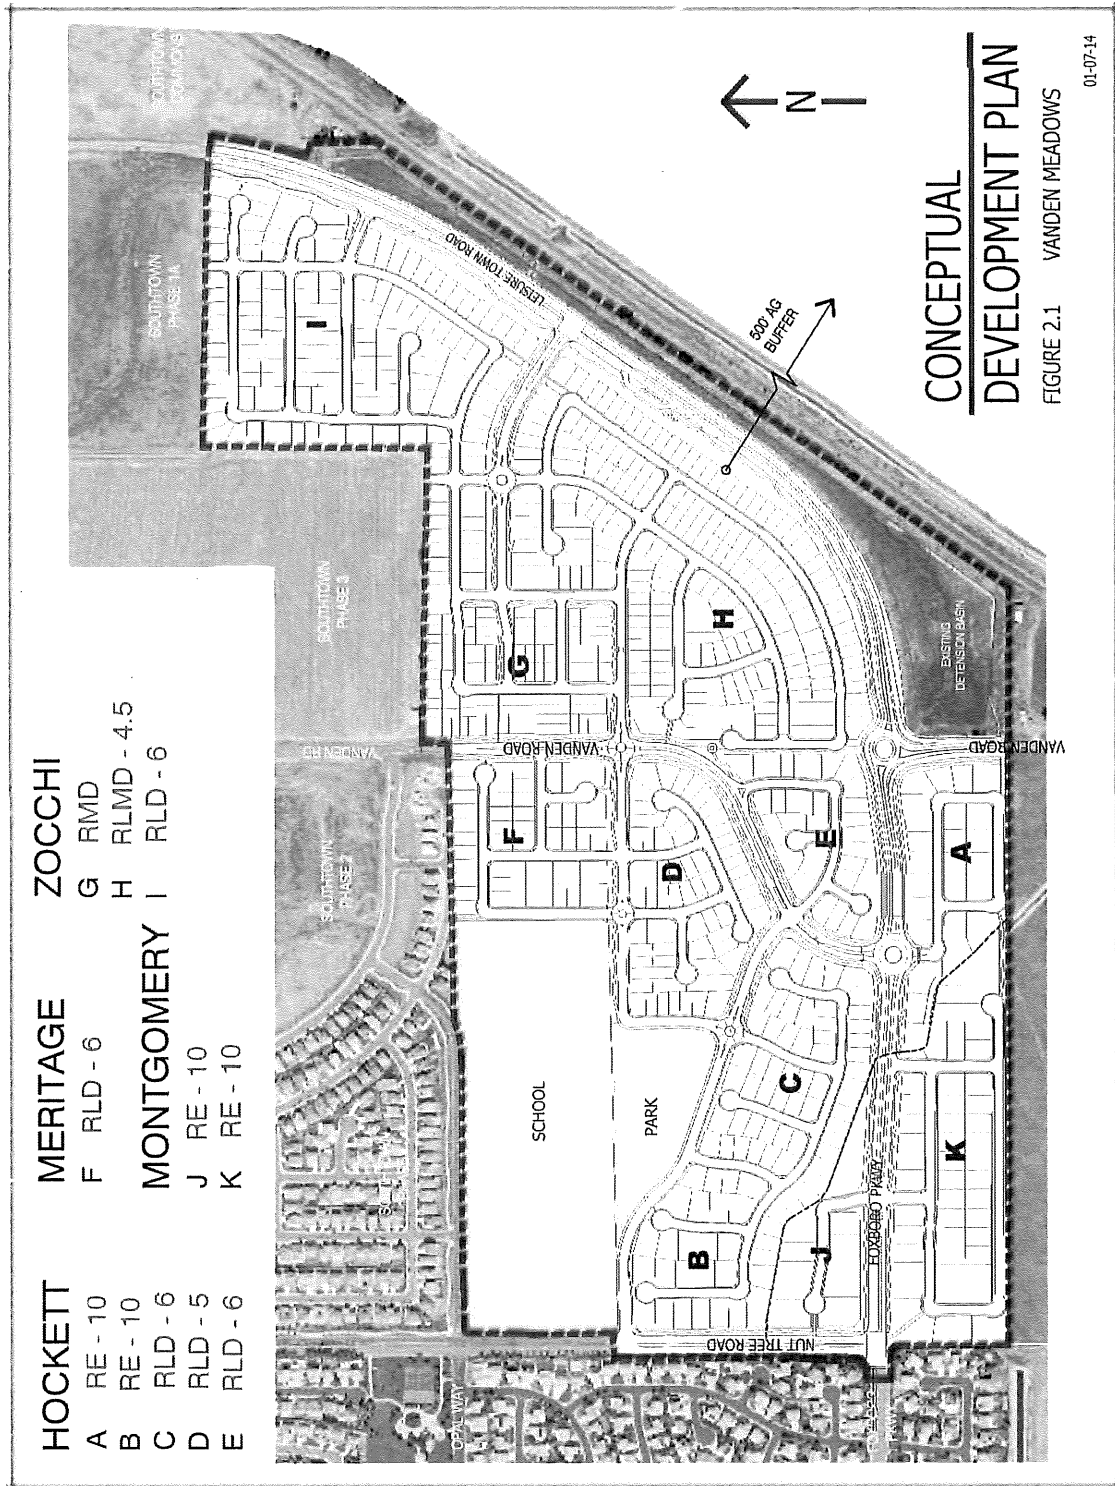 HOCKETT
A RE - 10
B RE - 10
C RLD - 6
D RLD - 5
E RLD - 6
MERITAGE
F RLD - 6
MONTGOMERY
J RE - 10
K RE - 10
ZOCCHI
G RMD
H RLMD - 4.5
I RLD - 6
SOUTHTOWN
PHASE 2
SOUTHTOWN
PHASE 3
SOUTHTOWN
PHASE 1A
SOUTHTOWN
COMMONS
VANDEN RD
OPAL WAY
SCHOOL
PARK
NUT TREE ROAD
FOXBORO PKWY
VANDEN ROAD
VANDEN ROAD
LEISURE TOWN ROAD
500' AG
BUFFER
EXISTING
DETENSION BASIN
A
B
C
D
E
F
G
H
I
J
K
N
CONCEPTUAL
DEVELOPMENT PLAN
FIGURE 2.1 VANDEN MEADOWS
01-07-14